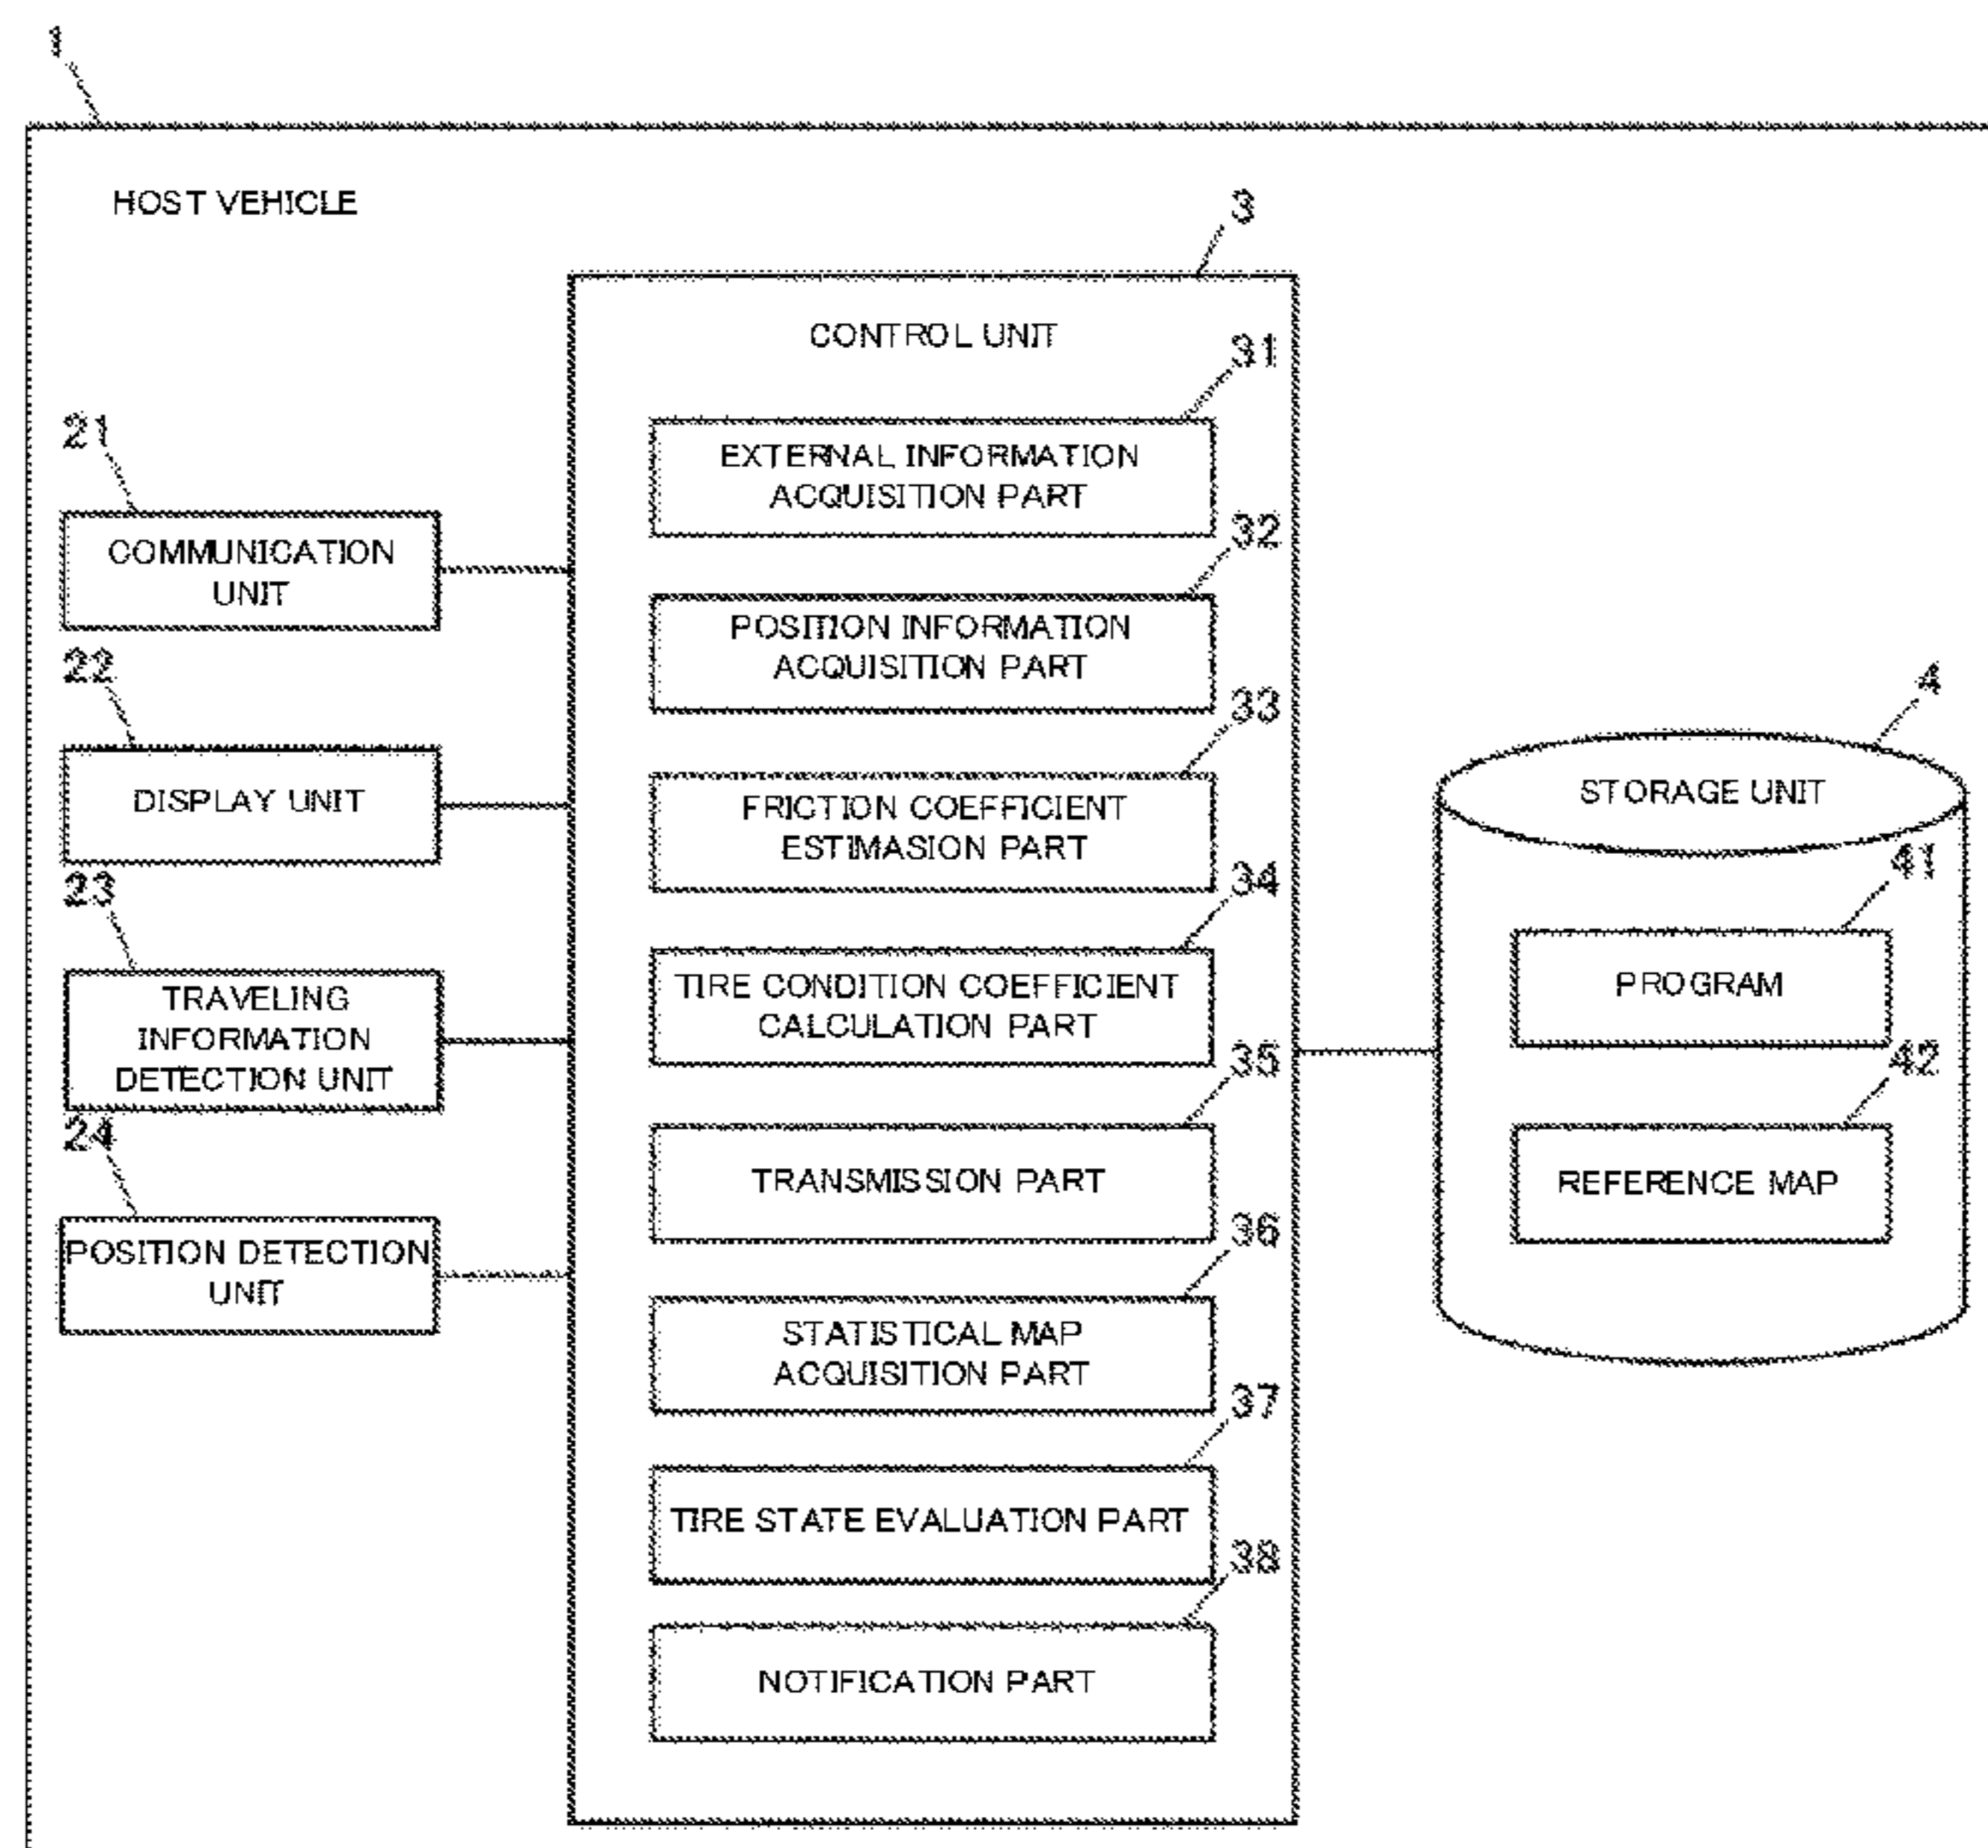 1
HOST VEHICLE
3
CONTROL UNIT
31
EXTERNAL INFORMATION
ACQUISITION PART
21
COMMUNICATION
UNIT
32
POSITION INFORMATION
ACQUISITION PART
22
DISPLAY UNIT
33
FRICTION COEFFICIENT
ESTIMASION PART
4
STORAGE UNIT
41
PROGRAM
42
REFERENCE MAP
23
TRAVELING
INFORMATION
DETECTION UNIT
34
TIRE CONDITION COEFFICIENT
CALCULATION PART
24
POSITION DETECTION
UNIT
35
TRANSMISSION PART
36
STATISTICAL MAP
ACQUISITION PART
37
TIRE STATE EVALUATION PART
38
NOTIFICATION PART